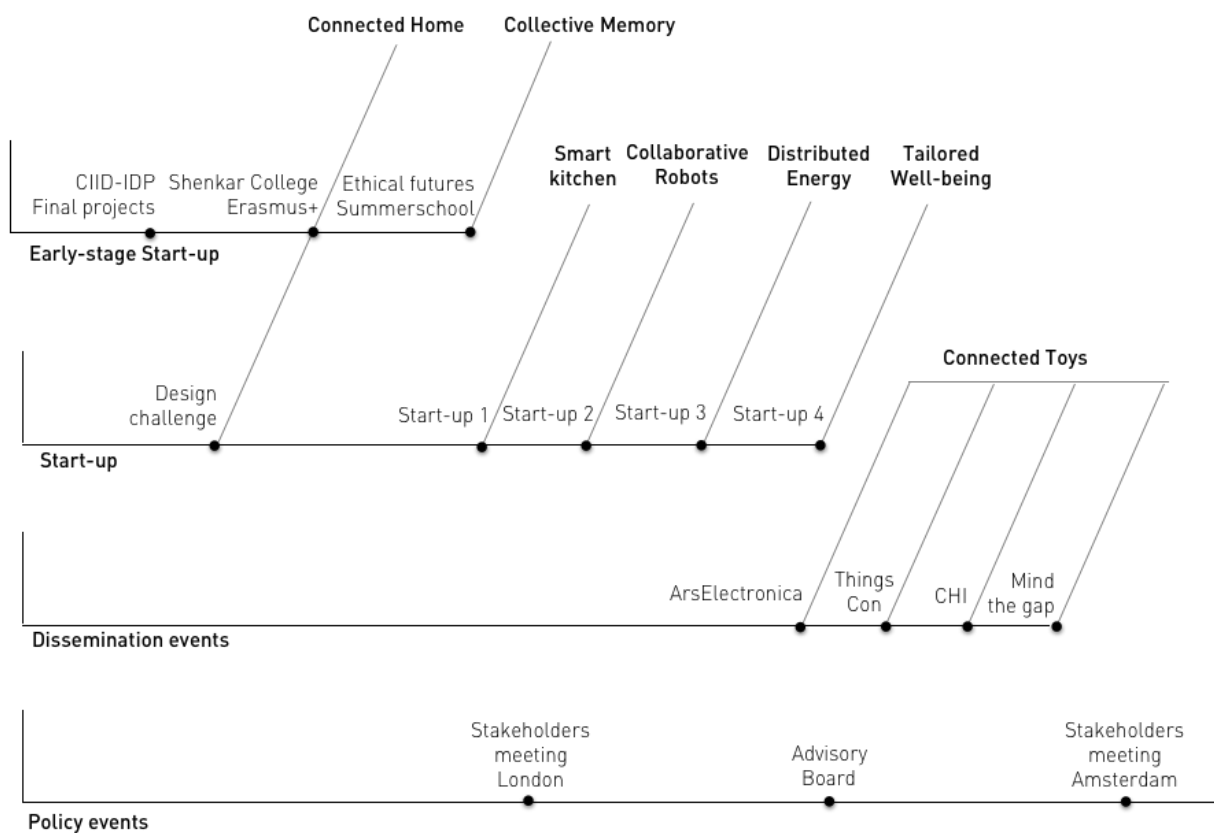 Connected Home
Collective Memory
Smart
kitchen
Collaborative
Robots
Distributed
Energy
Tailored
Well-being
CIID-IDP
Final projects
Shenkar College
Erasmus+
Ethical futures
Summerschool
Early-stage Start-up
Connected Toys
Design
challenge
Start-up 1
Start-up 2
Start-up 3
Start-up 4
Start-up
ArsElectronica
Things
Con
CHI
Mind
the gap
Dissemination events
Stakeholders
meeting
London
Advisory
Board
Stakeholders
meeting
Amsterdam
Policy events